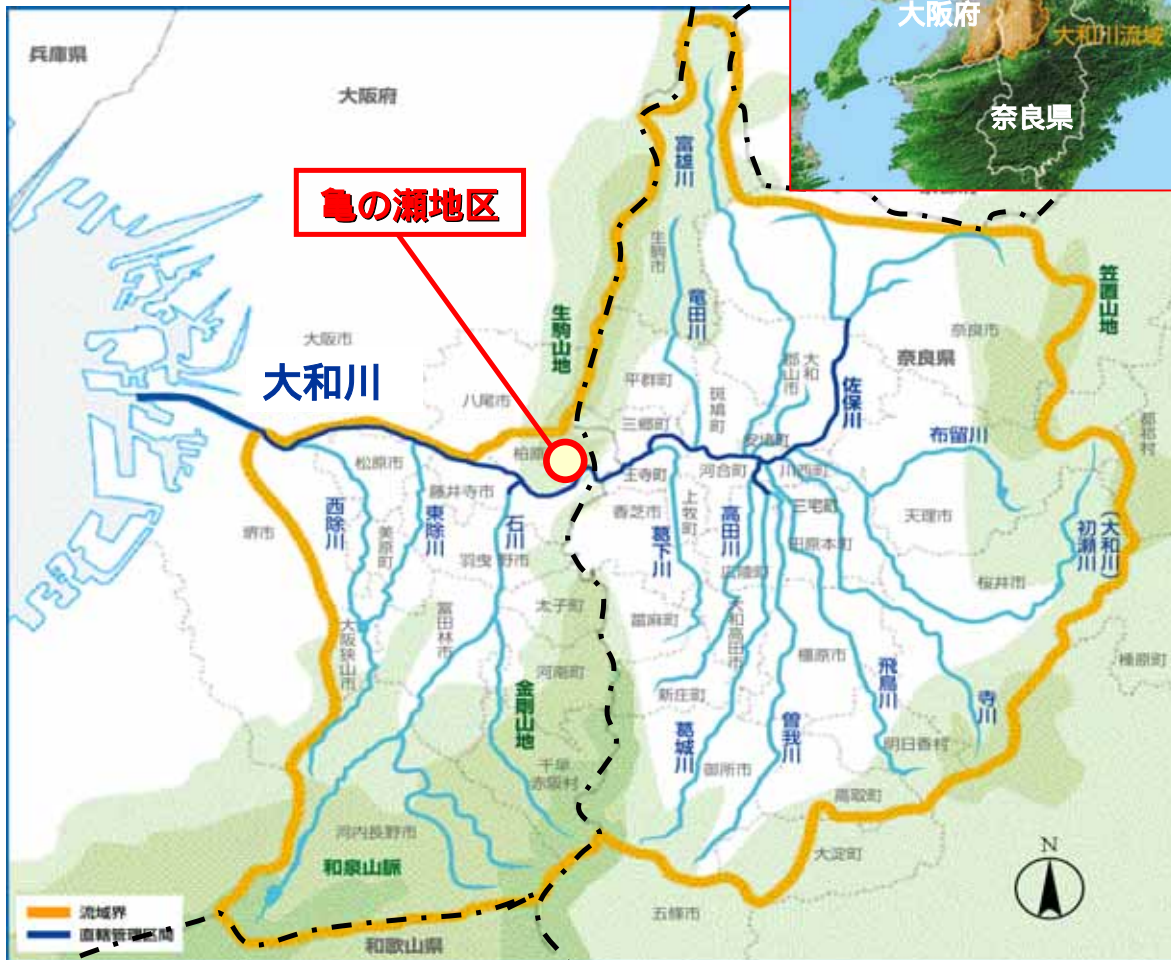 兵庫県
大阪府
大阪府
大和川流域
奈良県
亀の瀬地区
富雄川
生駒市
竜田川
生駒山地
笠置山地
奈良市
奈良県
大阪市
大和川
八尾市
平群町
斑鳩町
大和
郡山市
佐保川
三郷町
安堵町
布留川
都祁村
柏原
王寺町
河合町
川西町
松原市
藤井寺市
香芝市
上牧町
三宅町
天理市
初瀬川
(大和川)
堺市
西除川
美原町
東除川
石川
羽曳野市
葛下川
高田川
田原本町
広陵町
桜井市
太子町
當麻町
大和高田市
大阪狭山市
富田林市
河南町
橿原市
飛鳥川
寺川
榛原町
金剛山地
新庄町
葛城川
曽我川
明日香村
千早
赤阪村
御所市
高取町
河内長野市
和泉山脈
大淀町
五條市
和歌山県
N
流域界
直轄管理区間